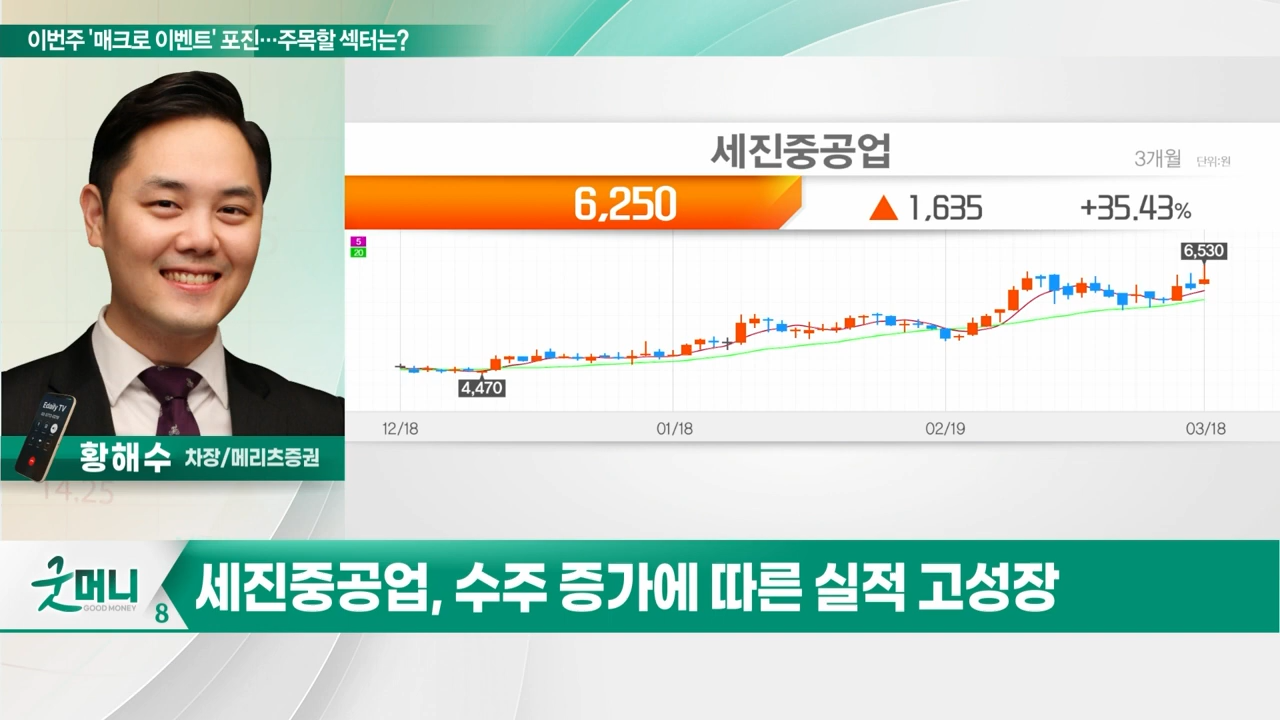 이번주 '매크로 이벤트' 포진…주목할 섹터는?
세진중공업
3개월 단위:원
6,250 ▲ 1,635 +35.43%
5
20
6,530
4,470
12/18 01/18 02/19 03/18
Edaily TV
황해수 차장/메리츠증권
14.25
굿머니
GOOD MONEY
8
세진중공업, 수주 증가에 따른 실적 고성장